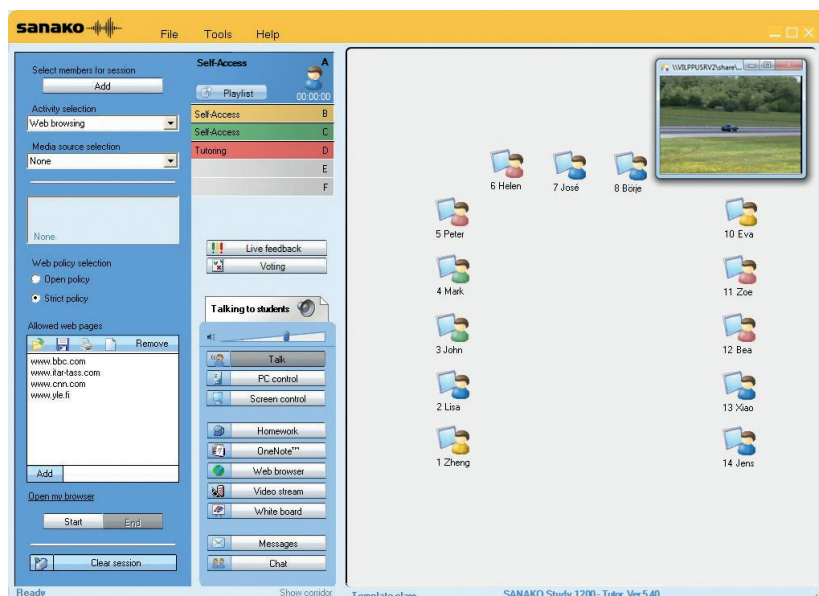 sanako
File Tools Help
Select members for session
Add
Activity selection
Web browsing
Media source selection
None
None
Web policy selection
Open policy
Strict policy
Allowed web pages
Remove
www.bbc.com
www.itar-tass.com
www.cnn.com
www.yle.fi
Add
Open my browser
Start End
Clear session
Ready
Self-Access A
Playlist 00:00:00
Self-Access B
Self-Access C
Tutoring D
E
F
Live feedback
Voting
Talking to students
Talk
PC control
Screen control
Homework
OneNote™
Web browser
Video stream
White board
Messages
Chat
Show corridor
\\VILPPUSRV2\share\...
6 Helen
7 José
8 Börje
5 Peter
10 Eva
4 Mark
11 Zoe
3 John
12 Bea
2 Lisa
13 Xiao
1 Zheng
14 Jens
Template class
SANAKO Study 1200 - Tutor, Ver 5.40